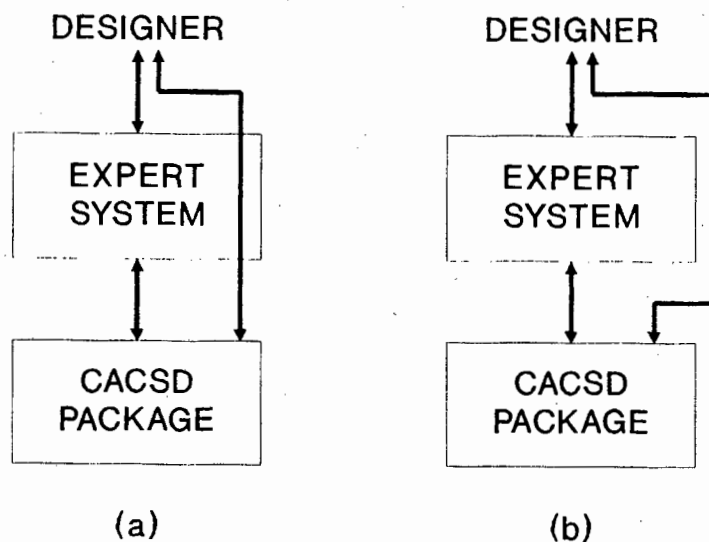 DESIGNER
EXPERT
SYSTEM
CACSD
PACKAGE
(a)
DESIGNER
EXPERT
SYSTEM
CACSD
PACKAGE
(b)